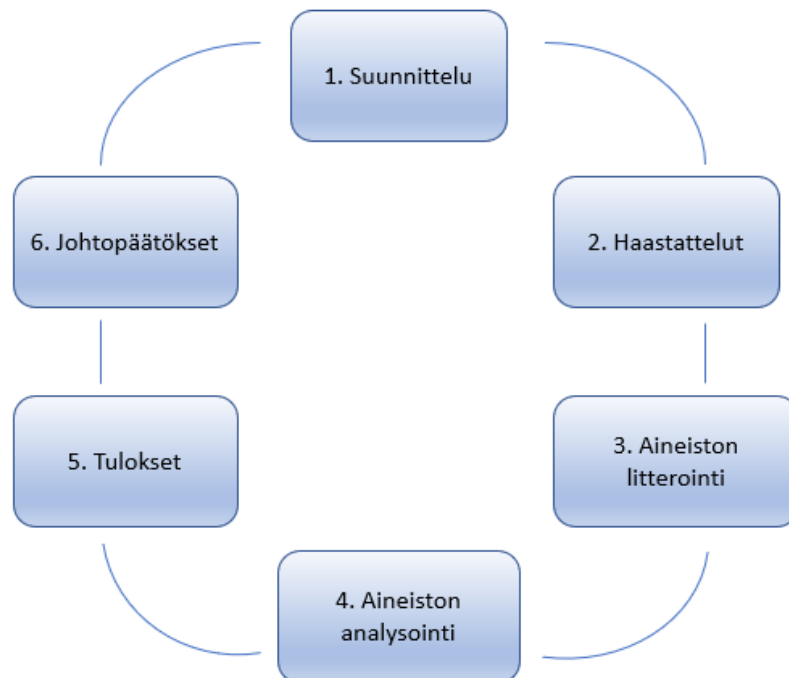 1. Suunnittelu
2. Haastattelut
3. Aineiston
litterointi
4. Aineiston
analysointi
5. Tulokset
6. Johtopäätökset